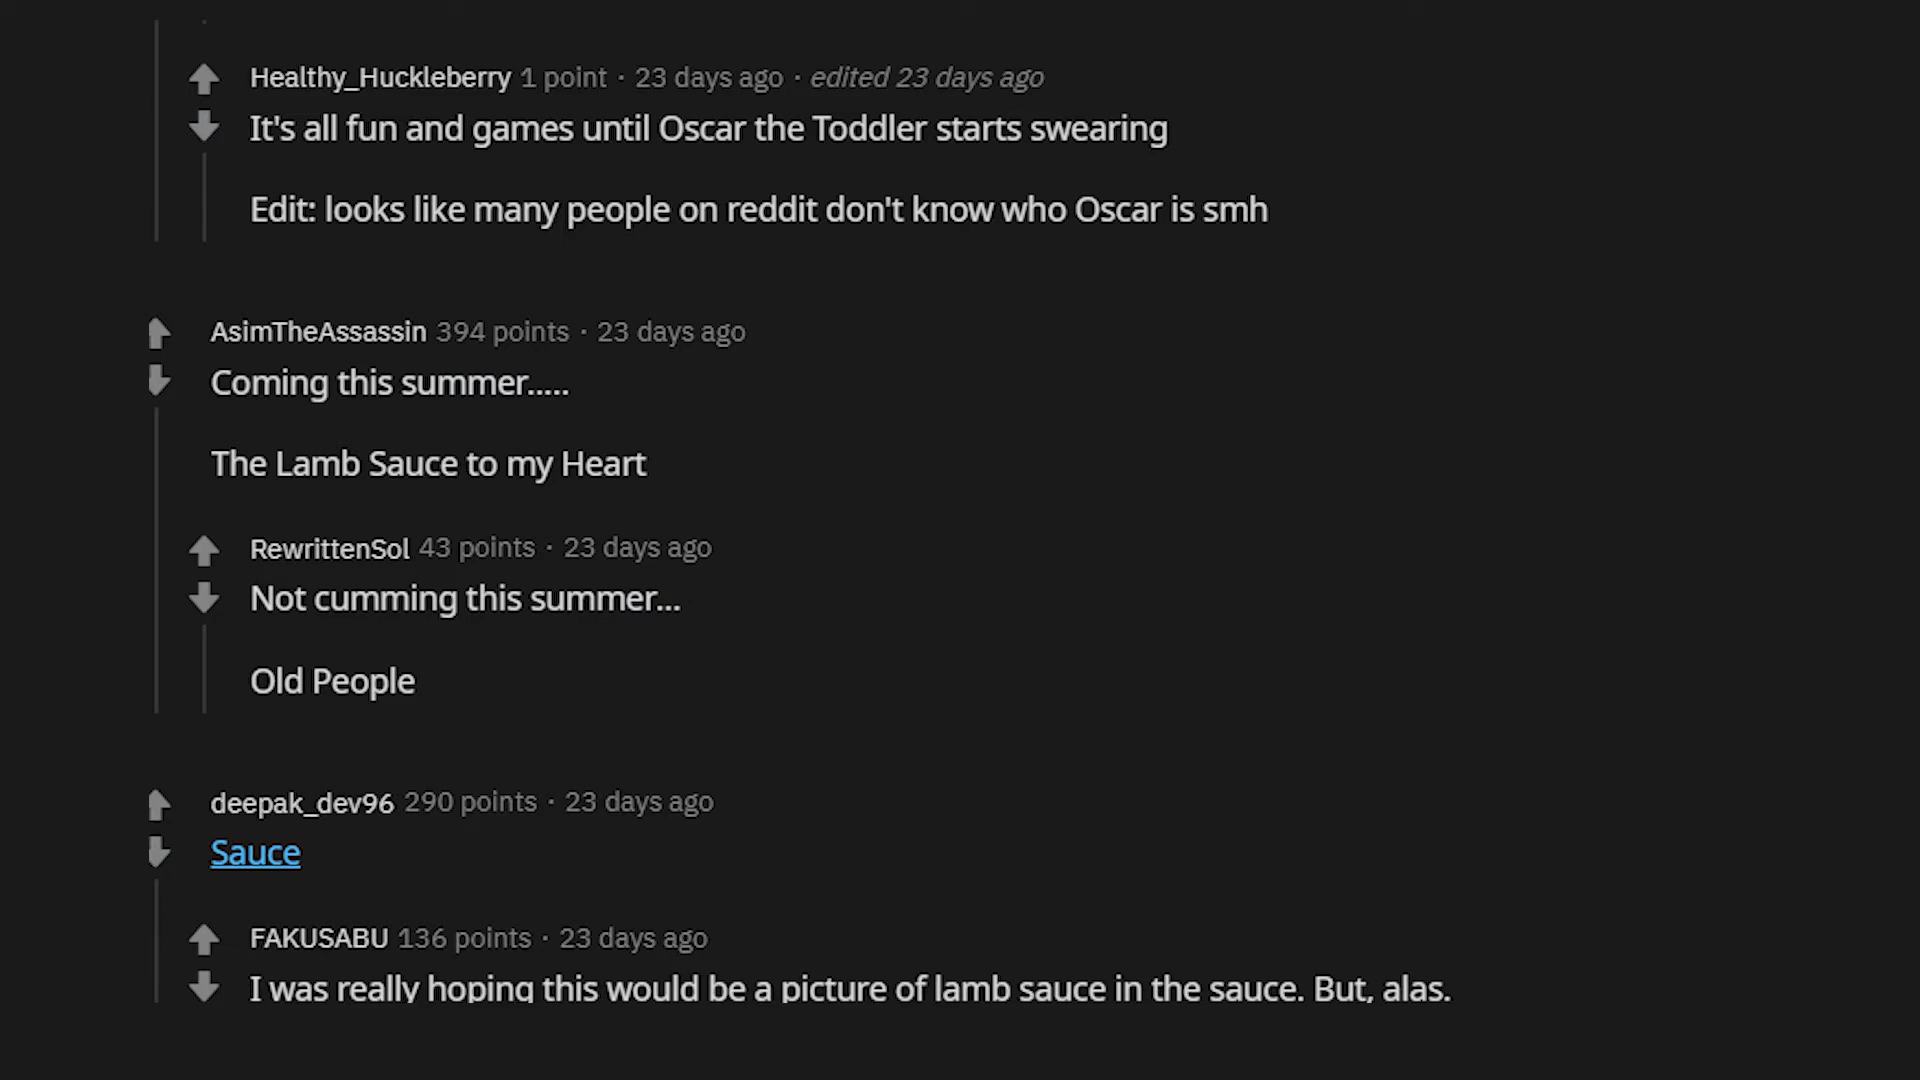 Healthy_Huckleberry 1 point · 23 days ago · edited 23 days ago
It's all fun and games until Oscar the Toddler starts swearing
Edit: looks like many people on reddit don't know who Oscar is smh
AsimTheAssassin 394 points · 23 days ago
Coming this summer.....
The Lamb Sauce to my Heart
RewrittenSol 43 points · 23 days ago
Not cumming this summer...
Old People
deepak_dev96 290 points · 23 days ago
Sauce
FAKUSABU 136 points · 23 days ago
I was really hoping this would be a picture of lamb sauce in the sauce. But, alas.